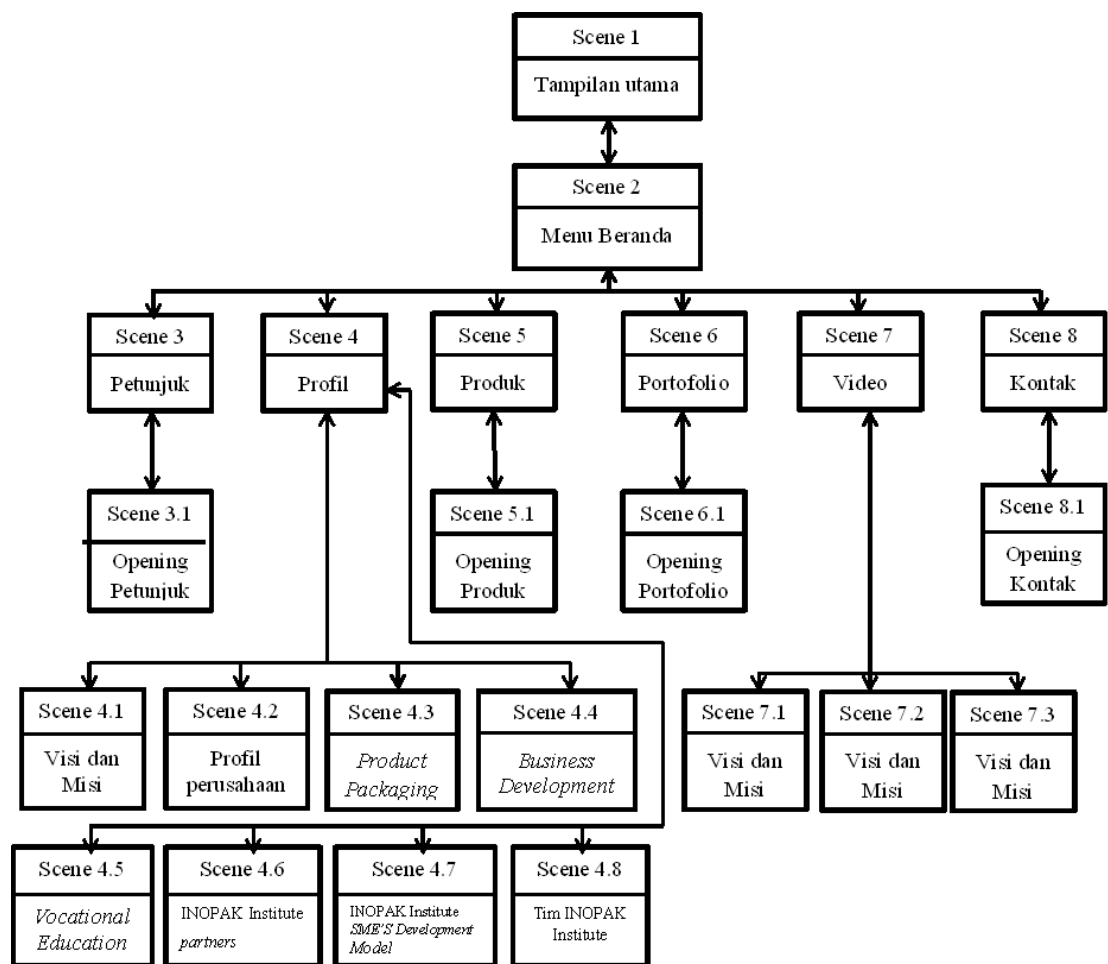 Scene 1
Tampilan utama
Scene 2
Menu Beranda
Scene 3
Petunjuk
Scene 4
Profil
Scene 5
Produk
Scene 6
Portofolio
Scene 7
Video
Scene 8
Kontak
Scene 3.1
Opening
Petunjuk
Scene 5.1
Opening
Produk
Scene 6.1
Opening
Portofolio
Scene 8.1
Opening
Kontak
Scene 4.1
Visi dan
Misi
Scene 4.2
Profil
perusahaan
Scene 4.3
Product
Packaging
Scene 4.4
Business
Development
Scene 7.1
Visi dan
Misi
Scene 7.2
Visi dan
Misi
Scene 7.3
Visi dan
Misi
Scene 4.5
Vocational
Education
Scene 4.6
INOPAK Institute
partners
Scene 4.7
INOPAK Institute
SME'S Development
Model
Scene 4.8
Tim INOPAK
Institute